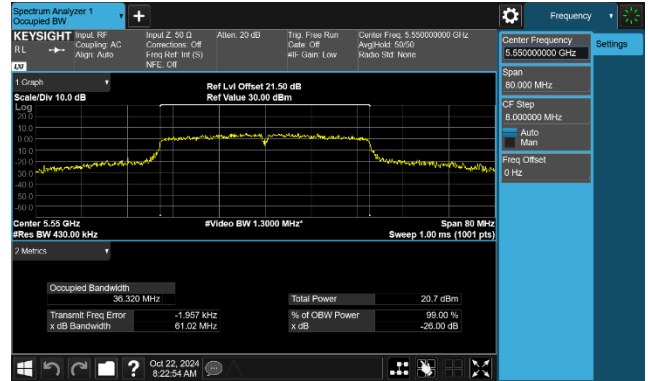 Spectrum Analyzer 1
Occupied BW
Frequency
KEYSIGHT
RL
LXI
Input: RF
Coupling: AC
Align: Auto
Input Z: 50 Ω
Corrections: Off
Freq Ref: Int (S)
NFE: Off
Atten: 20 dB
Trig: Free Run
Gate: Off
#IF Gain: Low
Center Freq: 5.550000000 GHz
Avg|Hold: 50/50
Radio Std: None
Center Frequency
5.550000000 GHz
Settings
Span
80.000 MHz
CF Step
8.000000 MHz
Auto
Man
Freq Offset
0 Hz
1 Graph
Scale/Div 10.0 dB
Ref Lvl Offset 21.50 dB
Ref Value 30.00 dBm
Log
20.0
10.0
0.00
-10.0
-20.0
-30.0
-40.0
-50.0
-60.0
Center 5.55 GHz
#Video BW 1.3000 MHz*
Span 80 MHz
#Res BW 430.00 kHz
Sweep 1.00 ms (1001 pts)
2 Metrics
Occupied Bandwidth
36.320 MHz
Total Power 20.7 dBm
Transmit Freq Error -1.957 kHz
% of OBW Power 99.00 %
x dB Bandwidth 61.02 MHz
x dB -26.00 dB
?
Oct 22, 2024
8:22:54 AM